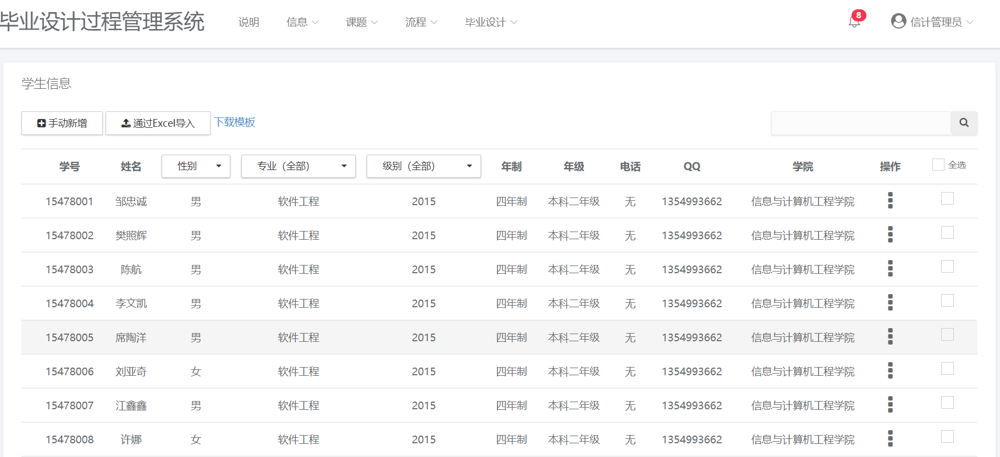 毕业设计过程管理系统 说明 信息 课题 流程 毕业设计 8 信计管理员
学生信息
手动新增 通过Excel导入 下载模板
学号 姓名 性别 专业（全部） 级别（全部） 年制 年级 电话 QQ 学院 操作 全选
15478001 邹忠诚 男 软件工程 2015 四年制 本科二年级 无 1354993662 信息与计算机工程学院
15478002 樊照辉 男 软件工程 2015 四年制 本科二年级 无 1354993662 信息与计算机工程学院
15478003 陈航 男 软件工程 2015 四年制 本科二年级 无 1354993662 信息与计算机工程学院
15478004 李文凯 男 软件工程 2015 四年制 本科二年级 无 1354993662 信息与计算机工程学院
15478005 席陶洋 男 软件工程 2015 四年制 本科二年级 无 1354993662 信息与计算机工程学院
15478006 刘亚奇 女 软件工程 2015 四年制 本科二年级 无 1354993662 信息与计算机工程学院
15478007 江鑫鑫 男 软件工程 2015 四年制 本科二年级 无 1354993662 信息与计算机工程学院
15478008 许娜 女 软件工程 2015 四年制 本科二年级 无 1354993662 信息与计算机工程学院